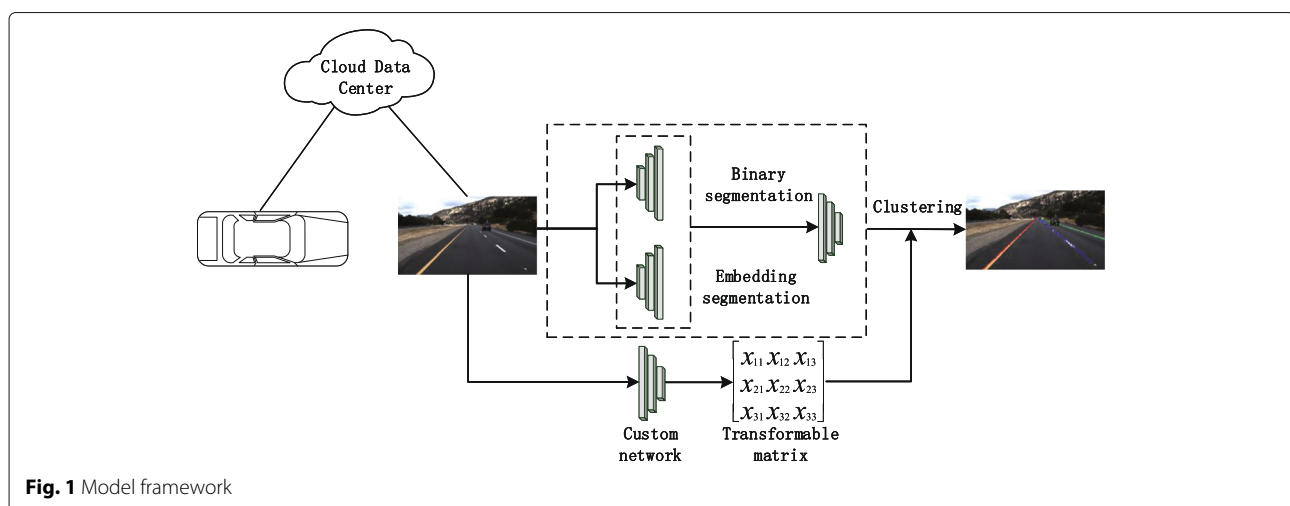 Cloud Data
Center
Binary
segmentation
Clustering
Embedding
segmentation
x11 x12 x13
x21 x22 x23
x31 x32 x33
Custom
network
Transformable
matrix
Fig. 1 Model framework